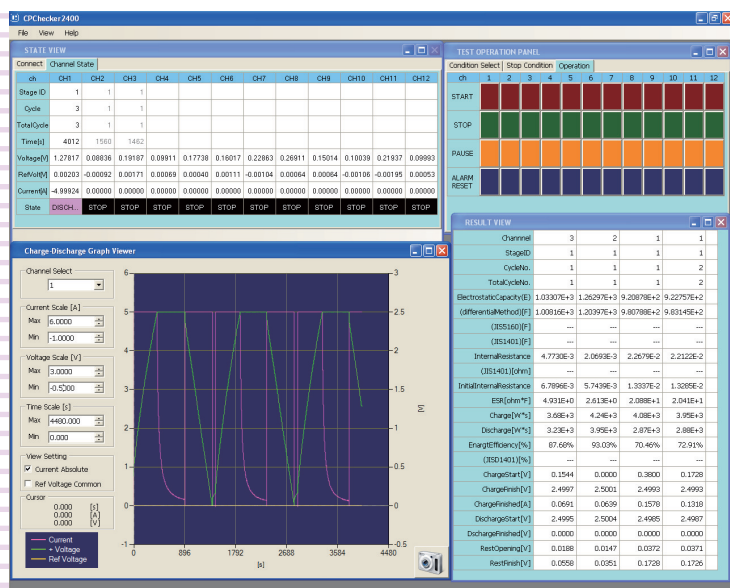 CPChecker2400
File View Help
STATE VIEW
Connect Channel State
ch CH1 CH2 CH3 CH4 CH5 CH6 CH7 CH8 CH9 CH10 CH11 CH12
Stage ID 1 1 1
Cycle 3 1 1
TotalCycle 3 1 1
Time[s] 4012 1560 1462
Voltage[V] 1.27817 0.08836 0.19187 0.09911 0.17738 0.16017 0.22863 0.26911 0.15014 0.10039 0.21937 0.09993
RefVolt[V] 0.00203 -0.00092 0.00171 0.00069 0.00040 0.00111 -0.00104 0.00064 0.00064 -0.00106 -0.00195 0.00053
Current[A] -4.99924 0.00000 0.00000 0.00000 0.00000 0.00000 0.00000 0.00000 0.00000 0.00000 0.00000 0.00000
State DISCH... STOP STOP STOP STOP STOP STOP STOP STOP STOP STOP STOP
TEST OPERATION PANEL
Condition Select Stop Condition Operation
ch 1 2 3 4 5 6 7 8 9 10 11 12
START
STOP
PAUSE
ALARM RESET
Charge-Discharge Graph Viewer
Channel Select
1
Current Scale [A]
Max 6.0000
Min -1.0000
Voltage Scale [V]
Max 3.0000
Min -0.5000
Time Scale [s]
Max 4480.000
Min 0.000
View Setting
Current Absolute
Ref Voltage Common
Cursor
0.000 [s]
0.000 [A]
0.000 [V]
Current
+ Voltage
Ref Voltage
6 3
5 2.5
4 2
3 1.5
2 1
1 0.5
0 0
-1 -0.5
0 896 1792 2688 3584 4480
[s]
[V]
RESULT VIEW
Channnel 3 2 1 1
StageID 1 1 1 1
CycleNo. 1 1 1 2
TotalCycleNo. 1 1 1 2
ElectrostaticCapacity(E) 1.03307E+3 1.26297E+3 9.20878E+2 9.22757E+2
(differentialMethod)[F] 1.00816E+3 1.20397E+3 9.80788E+2 9.83145E+2
(JIS5160)[F] --- --- --- ---
(JIS1401)[F] --- --- --- ---
InternalResistance 4.7730E-3 2.0693E-3 2.2679E-2 2.2122E-2
(JIS1401)[ohm] --- --- --- ---
InitialInternalResistance 6.7896E-3 5.7439E-3 1.3337E-2 1.3285E-2
ESR[ohm*F] 4.931E+0 2.613E+0 2.088E+1 2.041E+1
Charge[W*s] 3.68E+3 4.24E+3 4.08E+3 3.95E+3
Discharge[W*s] 3.23E+3 3.95E+3 2.87E+3 2.88E+3
EnargtEfficiency[%] 87.68% 93.03% 70.46% 72.91%
(JISD1401)[%] --- --- --- ---
ChargeStart[V] 0.1544 0.0000 0.3800 0.1728
ChargeFinish[V] 2.4997 2.5001 2.4993 2.4993
ChargeFinished[A] 0.0691 0.0639 0.1578 0.1318
DischargeStart[V] 2.4995 2.5004 2.4985 2.4987
DischargeFinished[V] 0.0000 0.0000 0.0000 0.0000
RestOpening[V] 0.0188 0.0147 0.0372 0.0371
RestFinish[V] 0.0558 0.0351 0.1728 0.1726